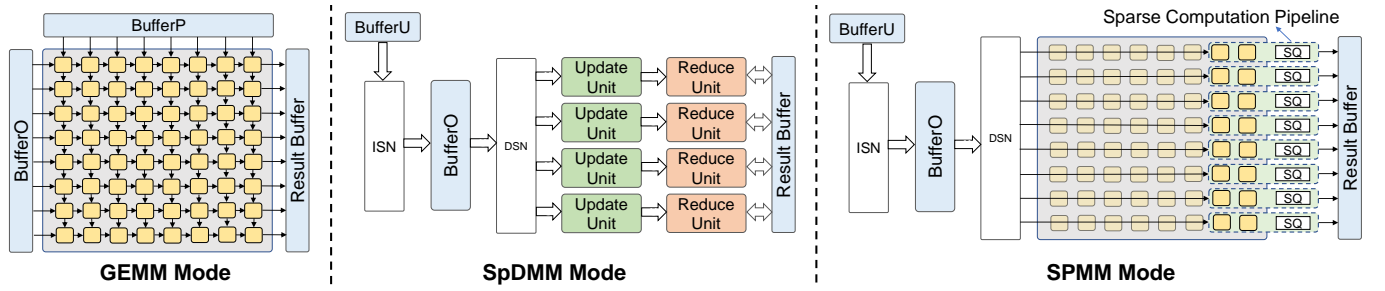 BufferP
BufferO
Result Buffer
GEMM Mode
BufferU
ISN
BufferO
DSN
Update
Unit
Reduce
Unit
Update
Unit
Reduce
Unit
Update
Unit
Reduce
Unit
Update
Unit
Reduce
Unit
Result Buffer
SpDMM Mode
Sparse Computation Pipeline
BufferU
ISN
BufferO
DSN
SQ
SQ
SQ
SQ
SQ
SQ
SQ
SQ
Result Buffer
SPMM Mode